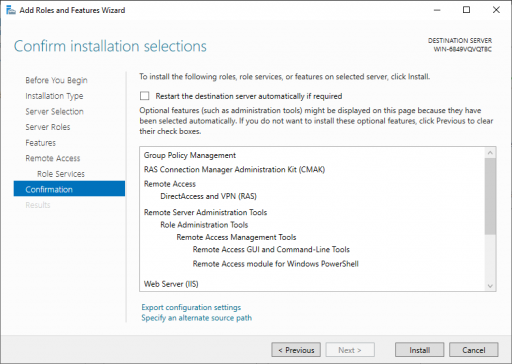 Add Roles and Features Wizard
Confirm installation selections
DESTINATION SERVER
WIN-6849VQVQTBC
Before You Begin
Installation Type
Server Selection
Server Roles
Features
Remote Access
Role Services
Confirmation
Results
To install the following roles, role services, or features on selected server, click Install.
Restart the destination server automatically if required
Optional features (such as administration tools) might be displayed on this page because they have
been selected automatically. If you do not want to install these optional features, click Previous to clear
their check boxes.
Group Policy Management
RAS Connection Manager Administration Kit (CMAK)
Remote Access
DirectAccess and VPN (RAS)
Remote Server Administration Tools
Role Administration Tools
Remote Access Management Tools
Remote Access GUI and Command-Line Tools
Remote Access module for Windows PowerShell
Web Server (IIS)
Export configuration settings
Specify an alternate source path
< Previous
Next >
Install
Cancel